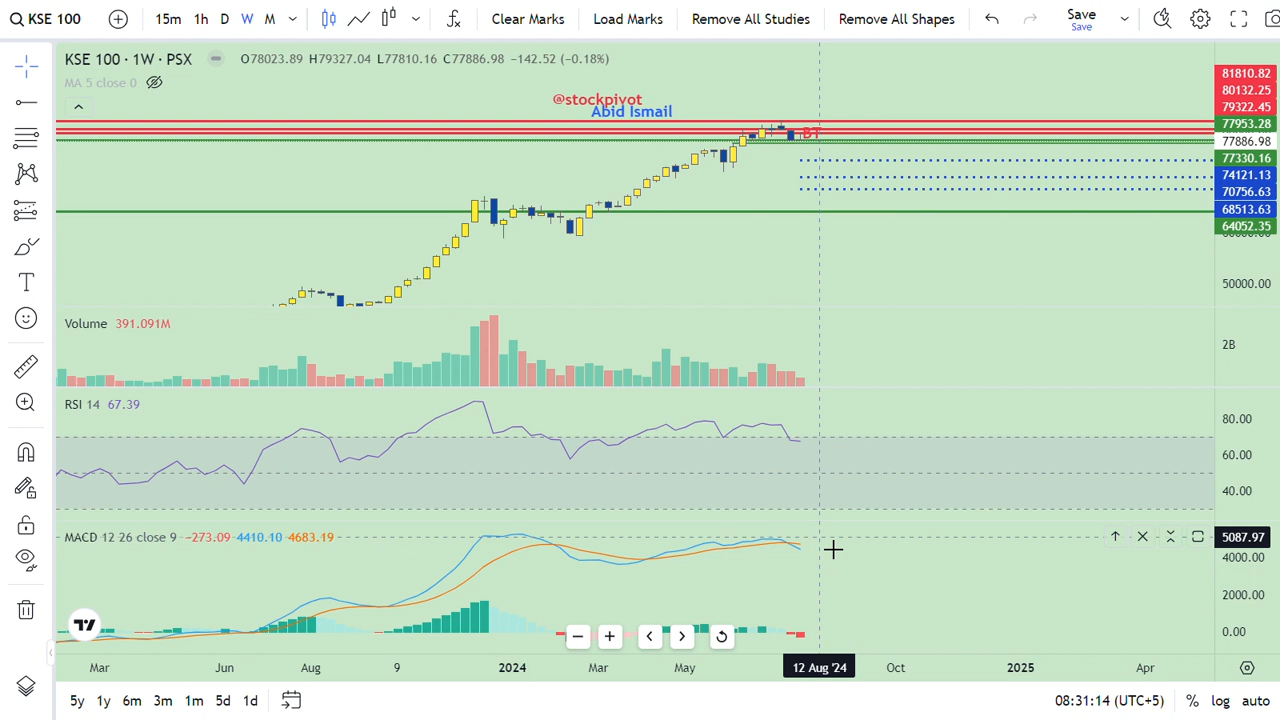 KSE 100 15m 1h D W M Clear Marks Load Marks Remove All Studies Remove All Shapes Save
Save
KSE 100 · 1W · PSX O78023.89 H79327.04 L77810.16 C77886.98 −142.52 (−0.18%)
MA 5 close 0
@stockpivot
Abid Ismail
BT
81810.82
80132.25
79322.45
77953.28
77886.98
77330.16
74121.13
70756.63
68513.63
64052.35
50000.00
Volume 391.091M
2B
RSI 14 67.39
80.00
60.00
40.00
MACD 12 26 close 9 −273.09 4410.10 4683.19
5087.97
4000.00
2000.00
0.00
Mar Jun Aug 9 2024 Mar May 12 Aug '24 Oct 2025 Apr
5y 1y 6m 3m 1m 5d 1d 08:31:14 (UTC+5) % log auto